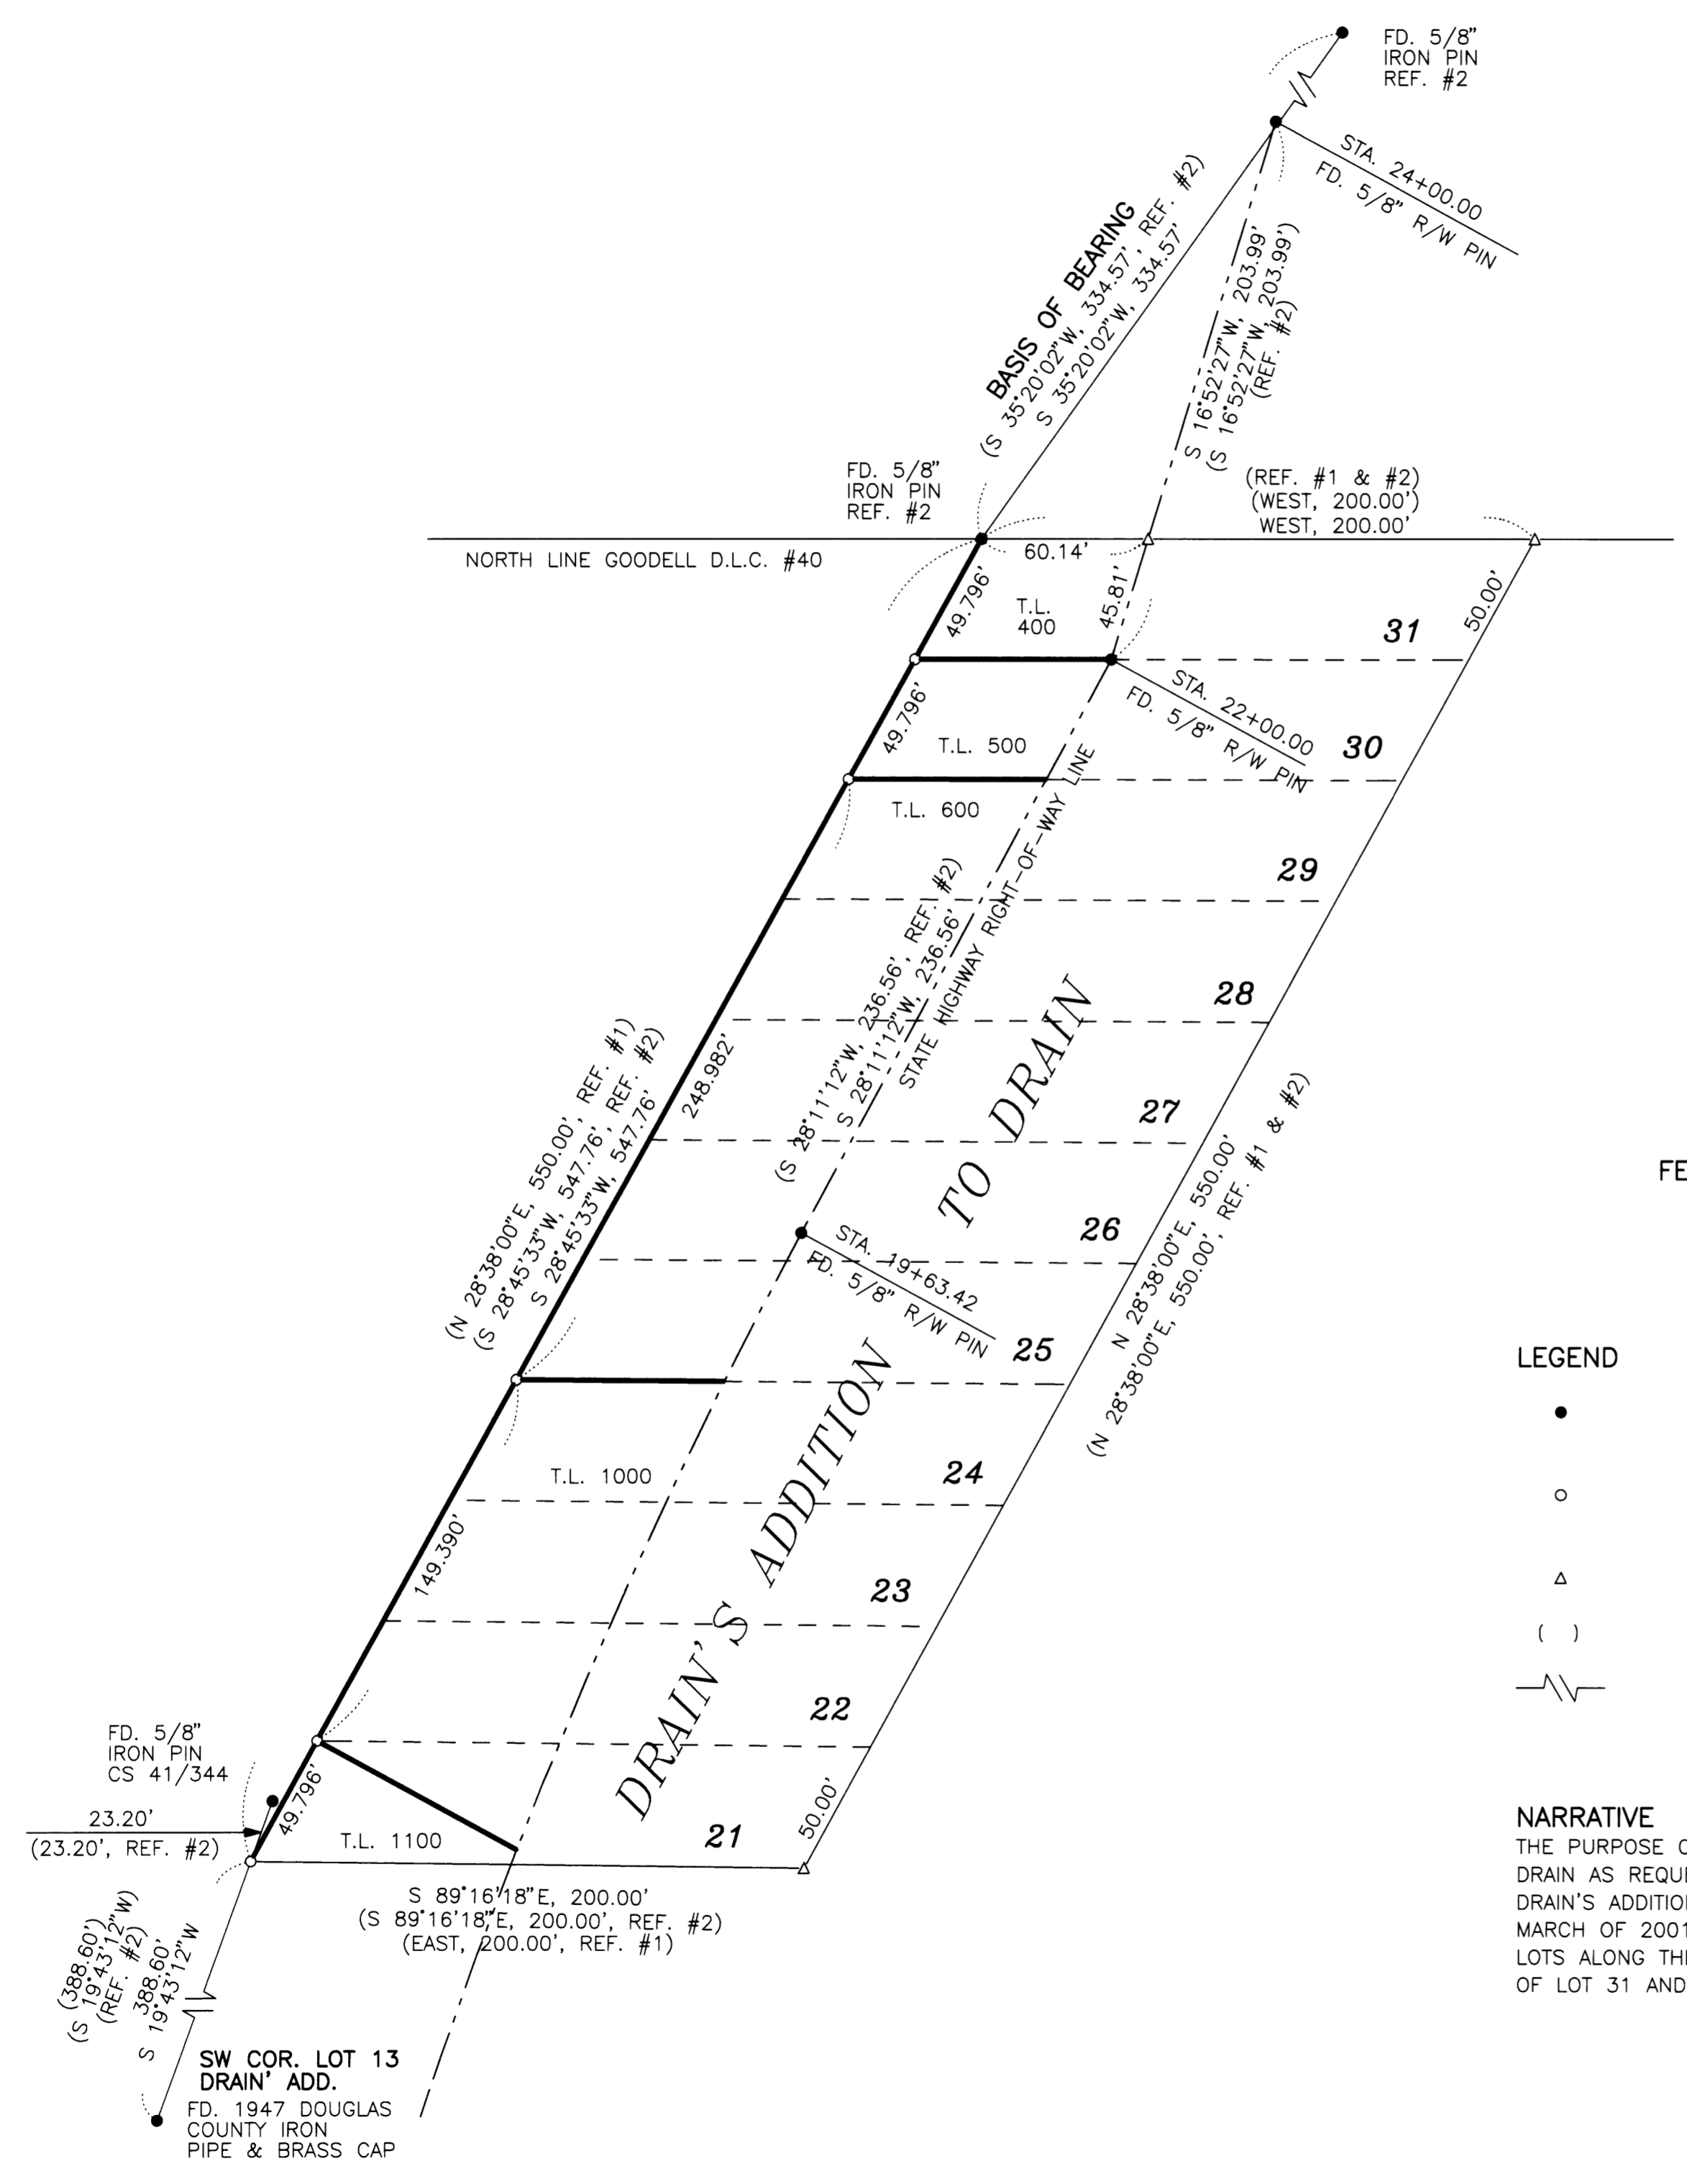 FD. 5/8"
IRON PIN
REF. #2
STA. 24+00.00
FD. 5/8" R/W PIN
BASIS OF BEARING
(S 35°20'02"W, 334.57', REF. #2)
S 35°20'02"W, 334.57'
S 16°52'27"W, 203.99'
(S 16°52'27"W, 203.99')
(REF. #2)
FD. 5/8"
IRON PIN
REF. #2
(REF. #1 & #2)
(WEST, 200.00')
WEST, 200.00'
NORTH LINE GOODELL D.L.C. #40
60.14'
49.796'
T.L.
400
45.81'
50.00'
31
STA. 22+00.00
FD. 5/8" R/W PIN
49.796'
T.L. 500
30
T.L. 600
29
STATE HIGHWAY RIGHT-OF-WAY LINE
(S 28°11'12"W, 236.56', REF. #2)
S 28°11'12"W, 236.56'
28
248.982'
27
(N 28°38'00"E, 550.00', REF. #1)
(S 28°45'33"W, 547.76', REF. #2)
S 28°45'33"W, 547.76'
DRAIN'S ADDITION TO DRAIN
26
STA. 19+63.42
FD. 5/8" R/W PIN
N 28°38'00"E, 550.00'
(N 28°38'00"E, 550.00', REF. #1 & #2)
25
T.L. 1000
24
149.390'
23
22
FD. 5/8"
IRON PIN
CS 41/344
23.20'
(23.20', REF. #2)
49.796'
T.L. 1100
21
50.00'
S 89°16'18"E, 200.00'
(S 89°16'18"E, 200.00', REF. #2)
(EAST, 200.00', REF. #1)
(388.60')
(S 19°43'12"W)
(REF. #2)
388.60'
S 19°43'12"W
SW COR. LOT 13
DRAIN' ADD.
FD. 1947 DOUGLAS
COUNTY IRON
PIPE & BRASS CAP
FE
LEGEND
( )
NARRATIVE
THE PURPOSE O
DRAIN AS REQUE
DRAIN'S ADDITION
MARCH OF 2001
LOTS ALONG THE
OF LOT 31 AND